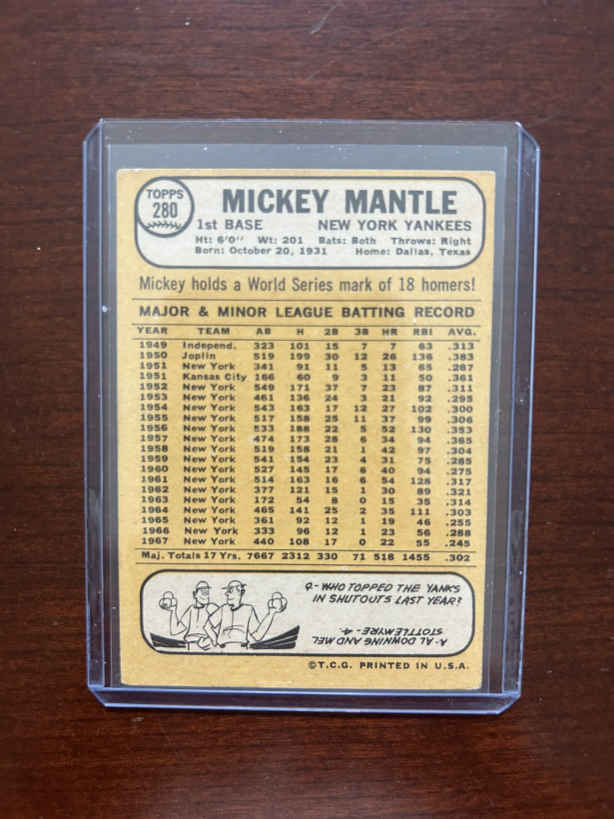 TOPPS
280
MICKEY MANTLE
1st BASE NEW YORK YANKEES
Ht: 6'0" Wt: 201 Bats: Both Throws: Right
Born: October 20, 1931 Home: Dallas, Texas
Mickey holds a World Series mark of 18 homers!
MAJOR & MINOR LEAGUE BATTING RECORD
YEAR TEAM AB H 2B 3B HR RBI AVG.
1949 Independ. 323 101 15 7 7 63 .313
1950 Joplin 519 199 30 12 26 136 .383
1951 New York 341 91 11 5 13 65 .267
1951 Kansas City 166 60 9 3 11 50 .361
1952 New York 549 171 37 7 23 87 .311
1953 New York 461 136 24 3 21 92 .295
1954 New York 543 163 17 12 27 102 .300
1955 New York 517 158 25 11 37 99 .306
1956 New York 533 188 22 5 52 130 .353
1957 New York 474 173 28 6 34 94 .365
1958 New York 519 158 21 1 42 97 .304
1959 New York 541 154 23 4 31 75 .285
1960 New York 527 145 17 6 40 94 .275
1961 New York 514 163 16 6 54 128 .317
1962 New York 377 121 15 1 30 89 .321
1963 New York 172 54 8 0 15 35 .314
1964 New York 465 141 25 2 35 111 .303
1965 New York 361 92 12 1 19 46 .255
1966 New York 333 96 12 1 23 56 .288
1967 New York 440 108 17 0 22 55 .245
Maj. Totals 17 Yrs. 7667 2312 330 71 518 1455 .302
Q- WHO TOPPED THE YANKS
IN SHUTOUTS LAST YEAR?
A- AL DOWNING AND MEL
STOTTLEMYRE - 4.
©T.C.G. PRINTED IN U.S.A.